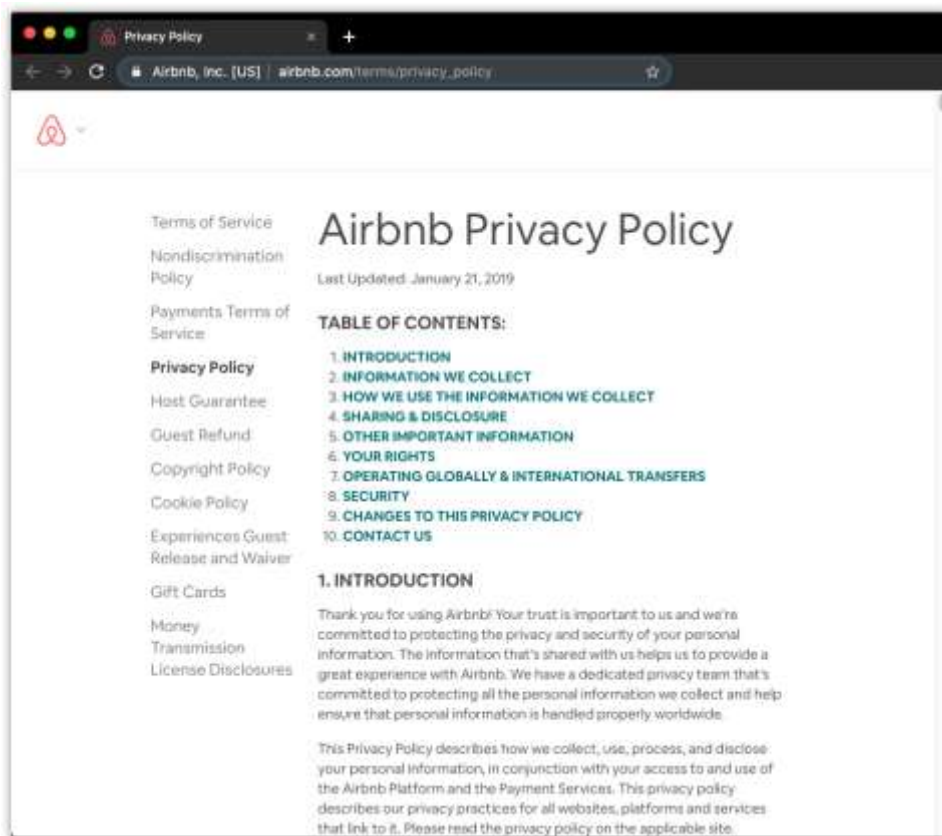 Privacy Policy
Airbnb, Inc. [US] | airbnb.com/terms/privacy_policy
Terms of Service
Nondiscrimination
Policy
Payments Terms of
Service
Privacy Policy
Host Guarantee
Guest Refund
Copyright Policy
Cookie Policy
Experiences Guest
Release and Waiver
Gift Cards
Money
Transmission
License Disclosures
Airbnb Privacy Policy
Last Updated: January 21, 2019
TABLE OF CONTENTS:
1. INTRODUCTION
2. INFORMATION WE COLLECT
3. HOW WE USE THE INFORMATION WE COLLECT
4. SHARING & DISCLOSURE
5. OTHER IMPORTANT INFORMATION
6. YOUR RIGHTS
7. OPERATING GLOBALLY & INTERNATIONAL TRANSFERS
8. SECURITY
9. CHANGES TO THIS PRIVACY POLICY
10. CONTACT US
1. INTRODUCTION
Thank you for using Airbnb! Your trust is important to us and we're
committed to protecting the privacy and security of your personal
information. The information that's shared with us helps us to provide a
great experience with Airbnb. We have a dedicated privacy team that's
committed to protecting all the personal information we collect and help
ensure that personal information is handled properly worldwide.
This Privacy Policy describes how we collect, use, process, and disclose
your personal information, in conjunction with your access to and use of
the Airbnb Platform and the Payment Services. This privacy policy
describes our privacy practices for all websites, platforms and services
that link to it. Please read the privacy policy on the applicable site.